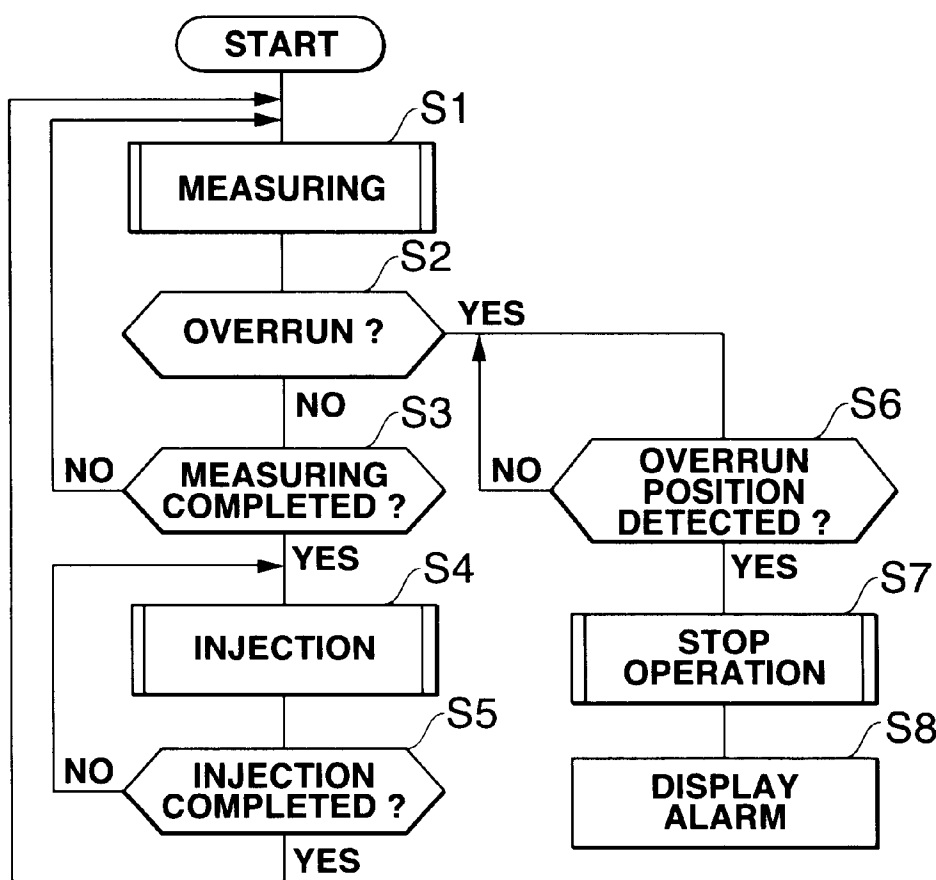 START
S1
MEASURING
S2
OVERRUN ?
YES
NO
S3
NO
MEASURING
COMPLETED ?
YES
S4
INJECTION
S5
NO
INJECTION
COMPLETED ?
YES
S6
NO
OVERRUN
POSITION
DETECTED ?
YES
S7
STOP
OPERATION
S8
DISPLAY
ALARM